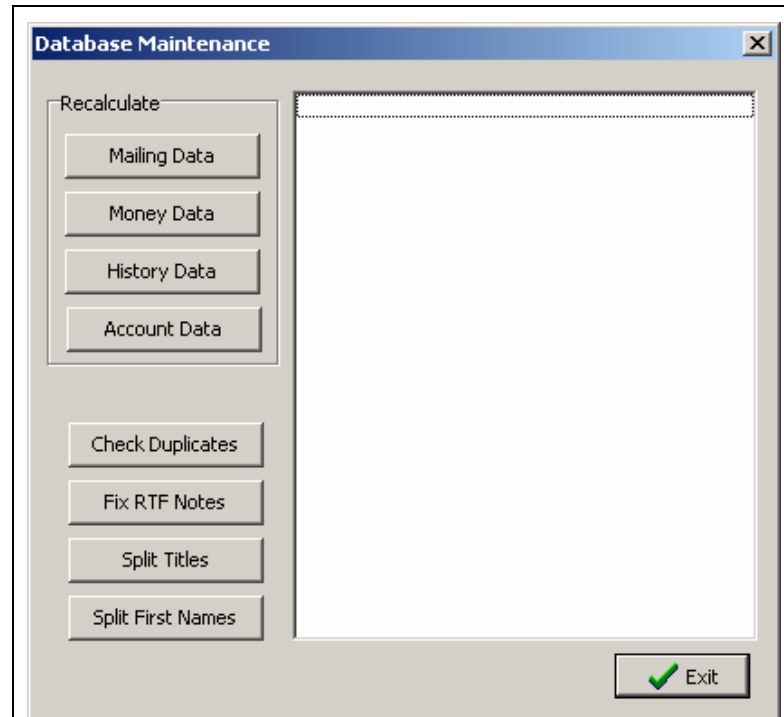 Database Maintenance
Recalculate
Mailing Data
Money Data
History Data
Account Data
Check Duplicates
Fix RTF Notes
Split Titles
Split First Names
Exit